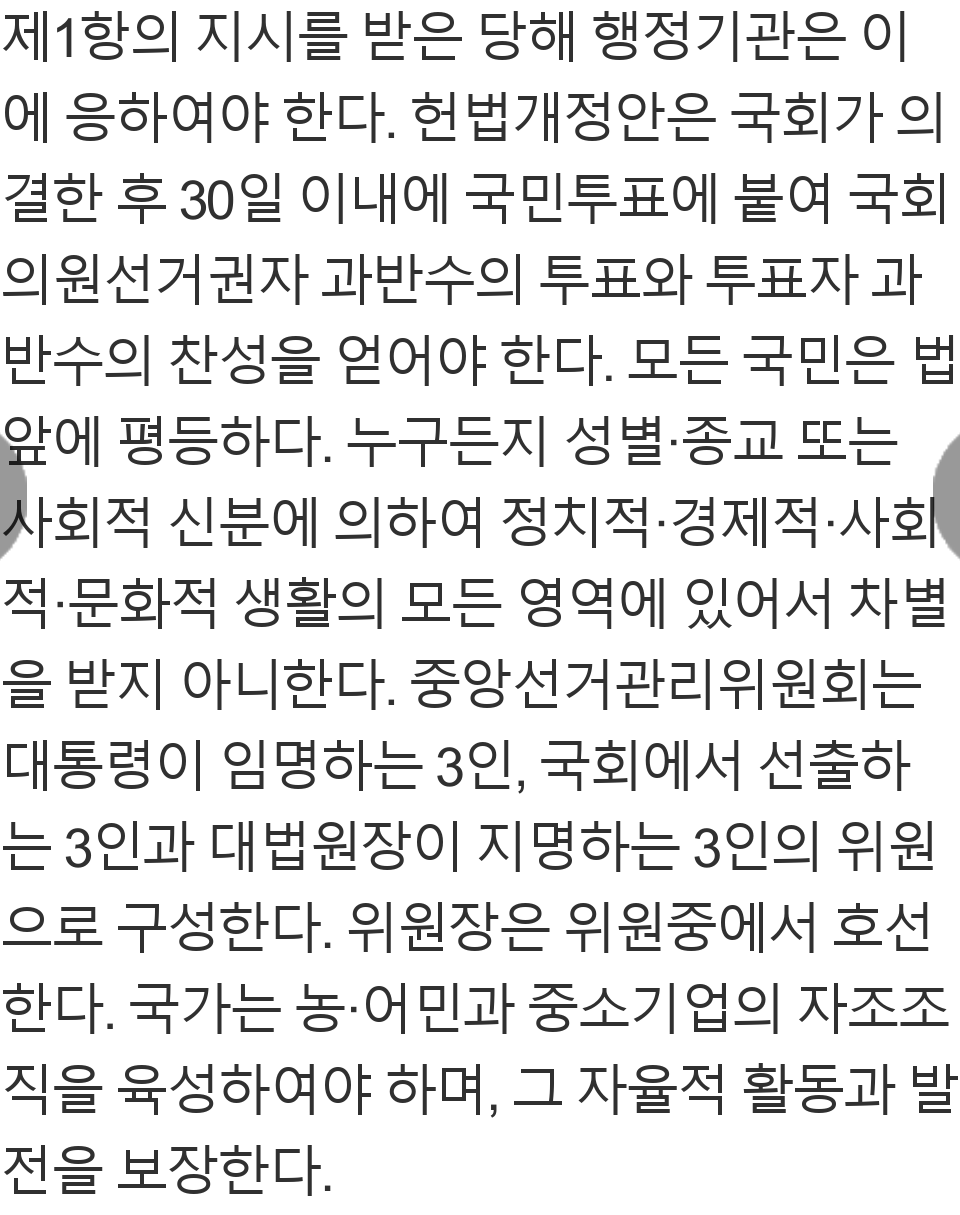 제1항의 지시를 받은 당해 행정기관은 이
에 응하여야 한다. 헌법개정안은 국회가 의
결한 후 30일 이내에 국민투표에 붙여 국회
의원선거권자 과반수의 투표와 투표자 과
반수의 찬성을 얻어야 한다. 모든 국민은 법
앞에 평등하다. 누구든지 성별·종교 또는
사회적 신분에 의하여 정치적·경제적·사회
적·문화적 생활의 모든 영역에 있어서 차별
을 받지 아니한다. 중앙선거관리위원회는
대통령이 임명하는 3인, 국회에서 선출하
는 3인과 대법원장이 지명하는 3인의 위원
으로 구성한다. 위원장은 위원중에서 호선
한다. 국가는 농·어민과 중소기업의 자조조
직을 육성하여야 하며, 그 자율적 활동과 발
전을 보장한다.